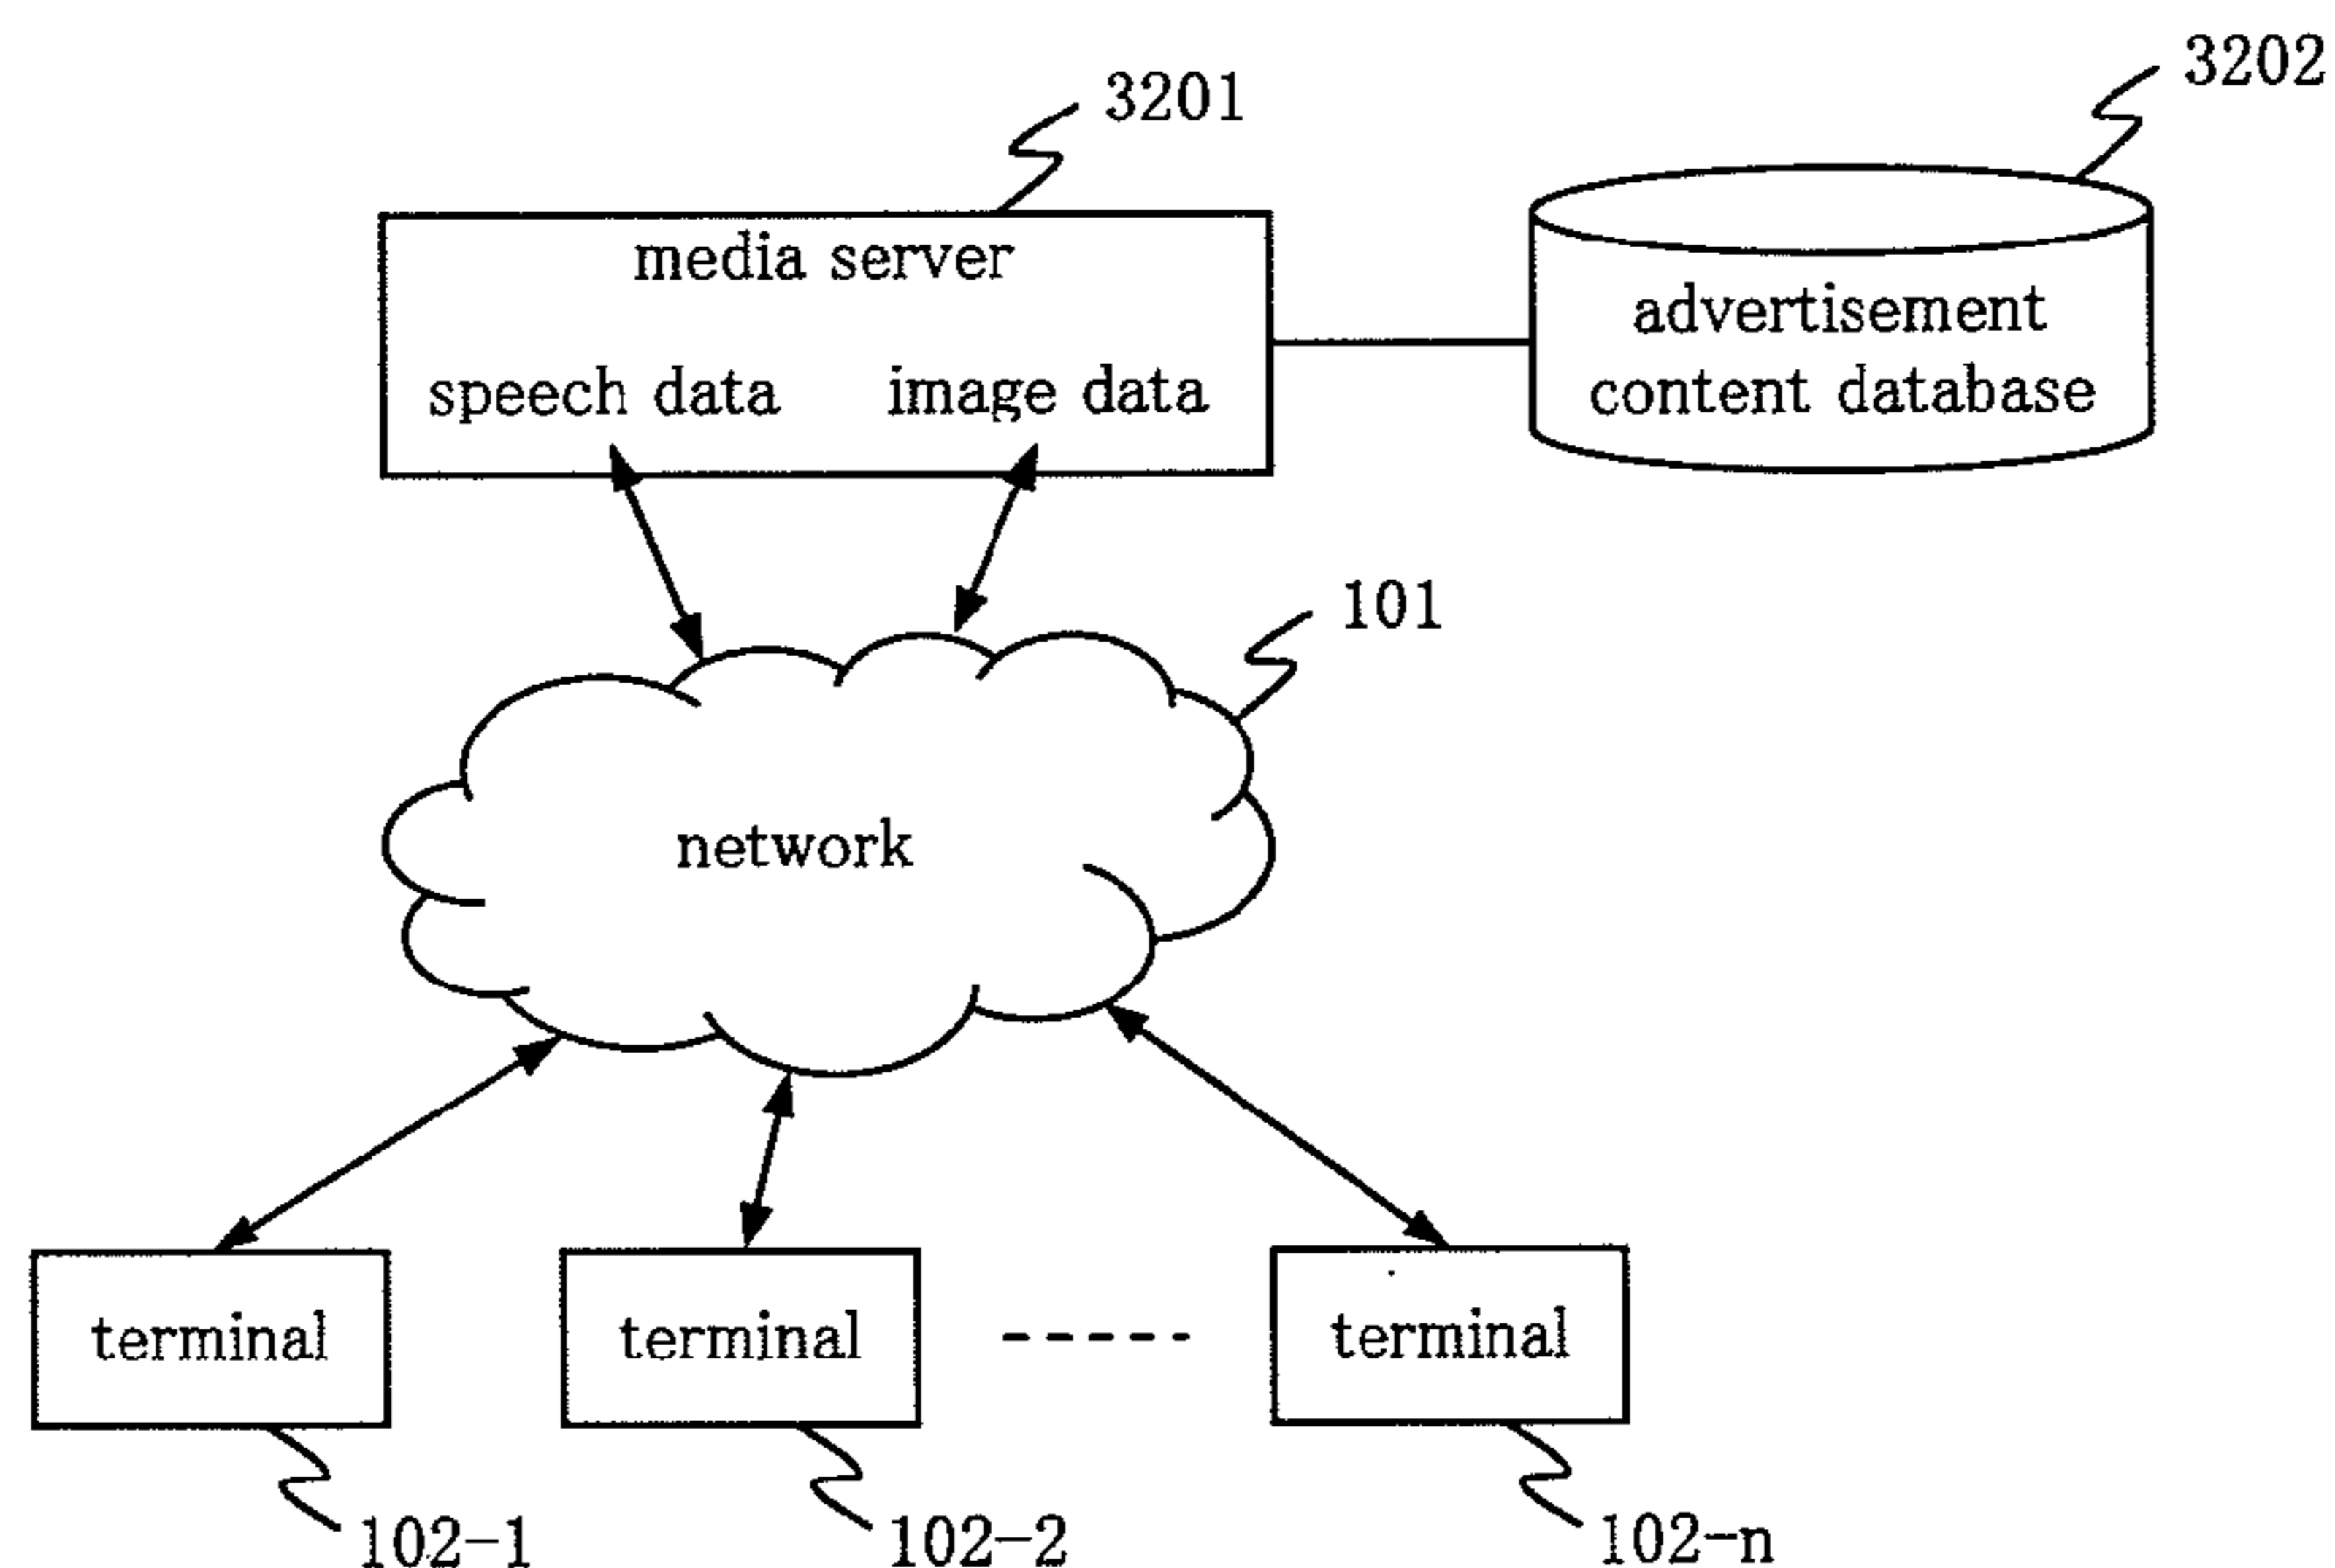 3202
3201
media server
speech data image data
advertisement
content database
101
network
terminal terminal terminal
102-1 102-2 102-n